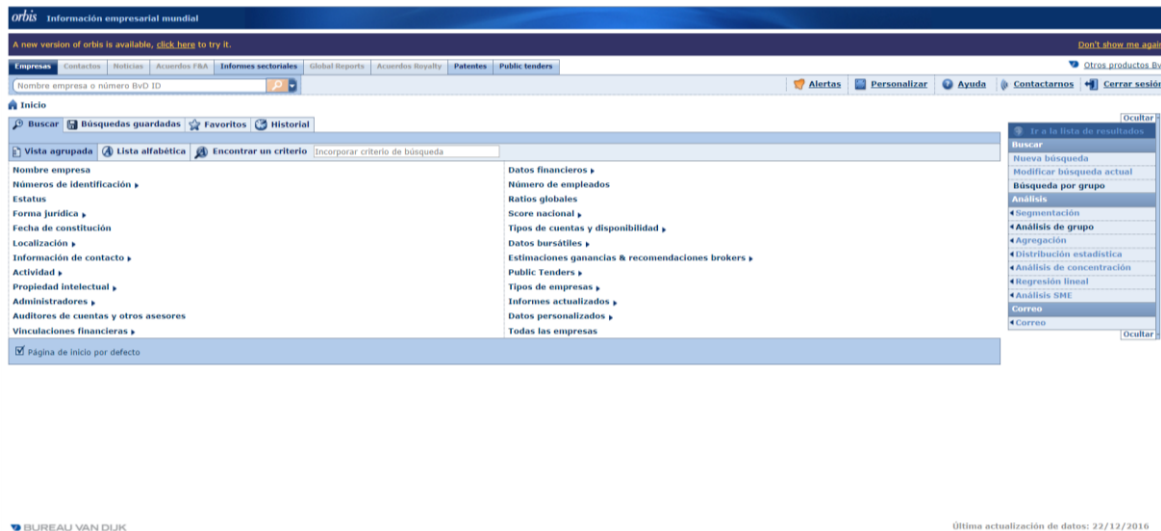 orbis Información empresarial mundial
A new version of orbis is available, click here to try it. Don't show me again
Empresas Contactos Noticias Acuerdos F&A Informes sectoriales Global Reports Acuerdos Royalty Patentes Public tenders Otros productos Bv
Nombre empresa o número BvD ID Alertas Personalizar Ayuda Contactarnos Cerrar sesión
Inicio
Buscar Búsquedas guardadas Favoritos Historial
Vista agrupada Lista alfabética Encontrar un criterio Incorporar criterio de búsqueda
Nombre empresa
Números de identificación
Estatus
Forma jurídica
Fecha de constitución
Localización
Información de contacto
Actividad
Propiedad intelectual
Administradores
Auditores de cuentas y otros asesores
Vinculaciones financieras
Datos financieros
Número de empleados
Ratios globales
Score nacional
Tipos de cuentas y disponibilidad
Datos bursátiles
Estimaciones ganancias & recomendaciones brokers
Public Tenders
Tipos de empresas
Informes actualizados
Datos personalizados
Todas las empresas
Página de inicio por defecto
Ocultar
Ir a la lista de resultados
Buscar
Nueva búsqueda
Modificar búsqueda actual
Búsqueda por grupo
Análisis
Segmentación
Análisis de grupo
Agregación
Distribución estadística
Análisis de concentración
Regresión lineal
Análisis SME
Correo
Correo
Ocultar
BUREAU VAN DIJK
Última actualización de datos: 22/12/2016